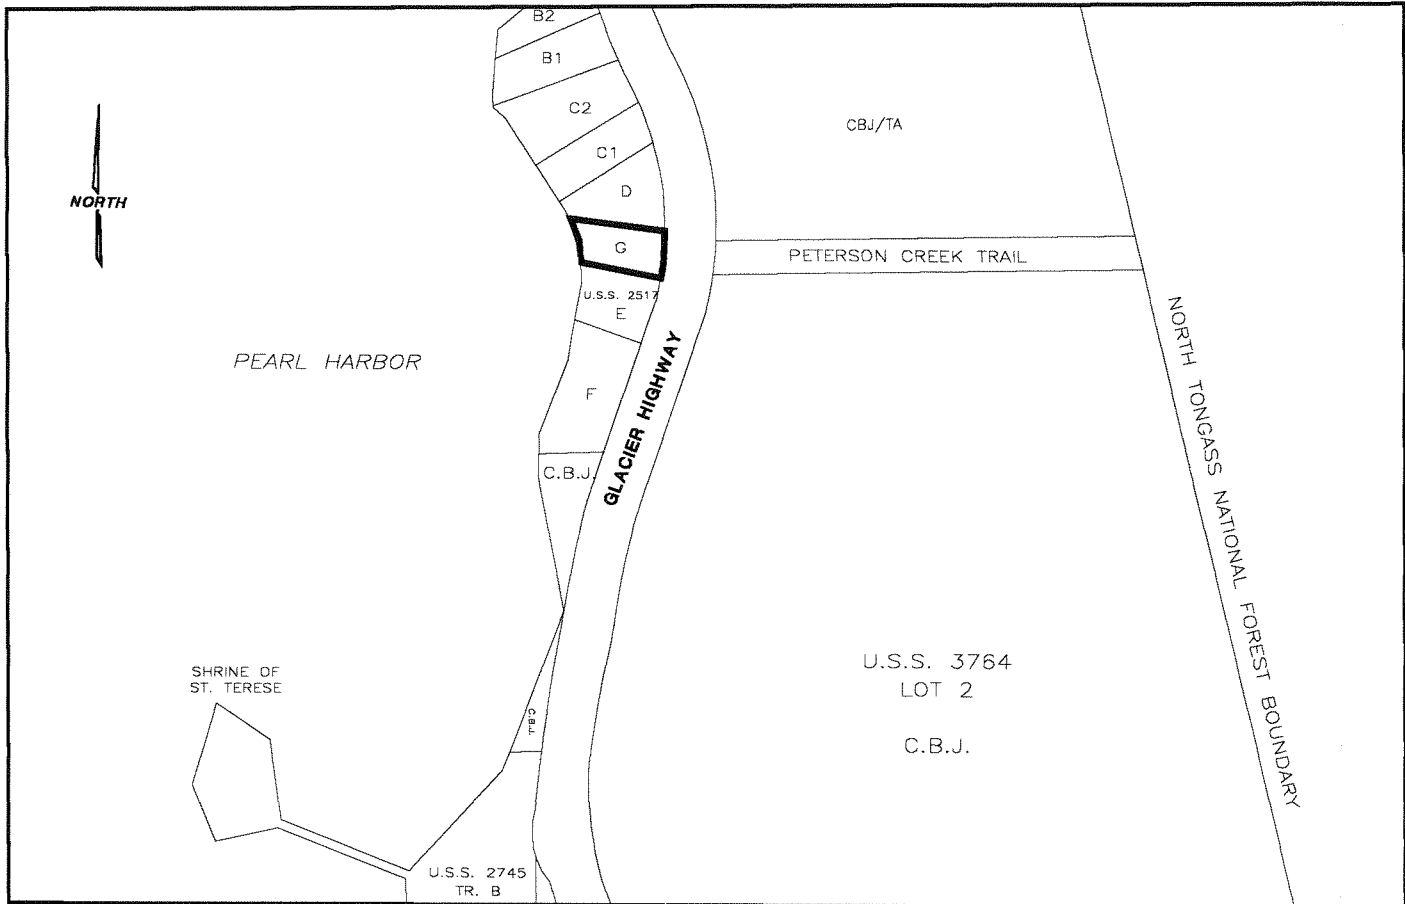 B2
B1
C2
CBJ/TA
C1
D
NORTH
G
PETERSON CREEK TRAIL
U.S.S. 2517
E
PEARL HARBOR
GLACIER HIGHWAY
NORTH TONGASS NATIONAL FOREST BOUNDARY
F
C.B.J.
SHRINE OF
ST. TERESE
U.S.S. 3764
LOT 2
C.B.J.
C.B.J.
U.S.S. 2745
TR. B